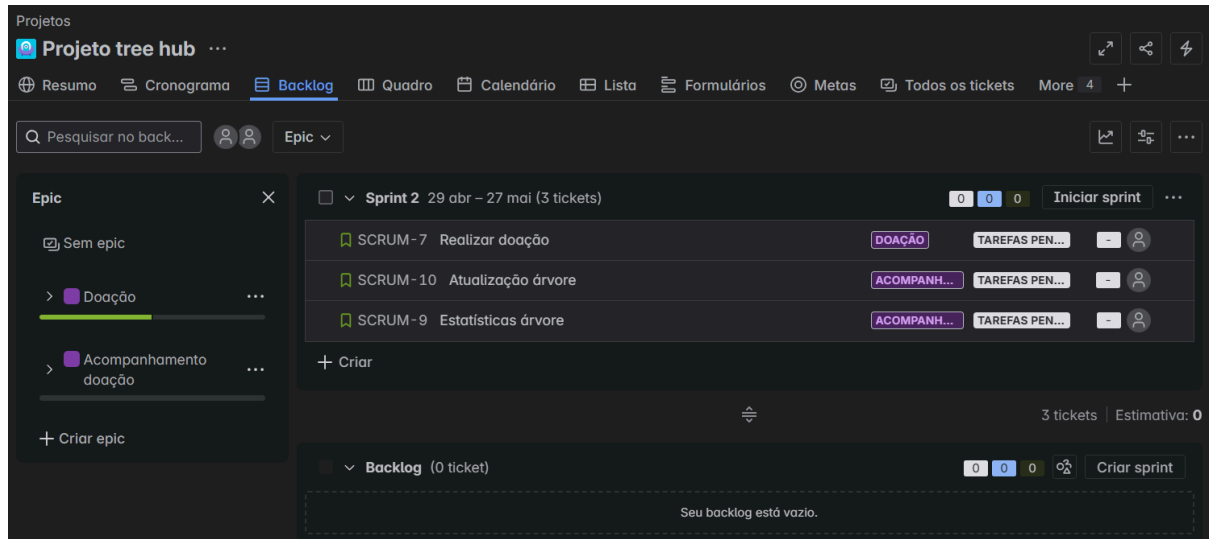 Projetos
Projeto tree hub ...
Resumo Cronograma Backlog Quadro Calendário Lista Formulários Metas Todos os tickets More 4
Pesquisar no back... Epic
Epic
Sem epic
Doação
Acompanhamento
doação
Criar epic
Sprint 2 29 abr – 27 mai (3 tickets) 0 0 0 Iniciar sprint
SCRUM-7 Realizar doação DOAÇÃO TAREFAS PEN... -
SCRUM-10 Atualização árvore ACOMPANH... TAREFAS PEN... -
SCRUM-9 Estatísticas árvore ACOMPANH... TAREFAS PEN... -
+ Criar
3 tickets | Estimativa: 0
Backlog (0 ticket) 0 0 0 Criar sprint
Seu backlog está vazio.